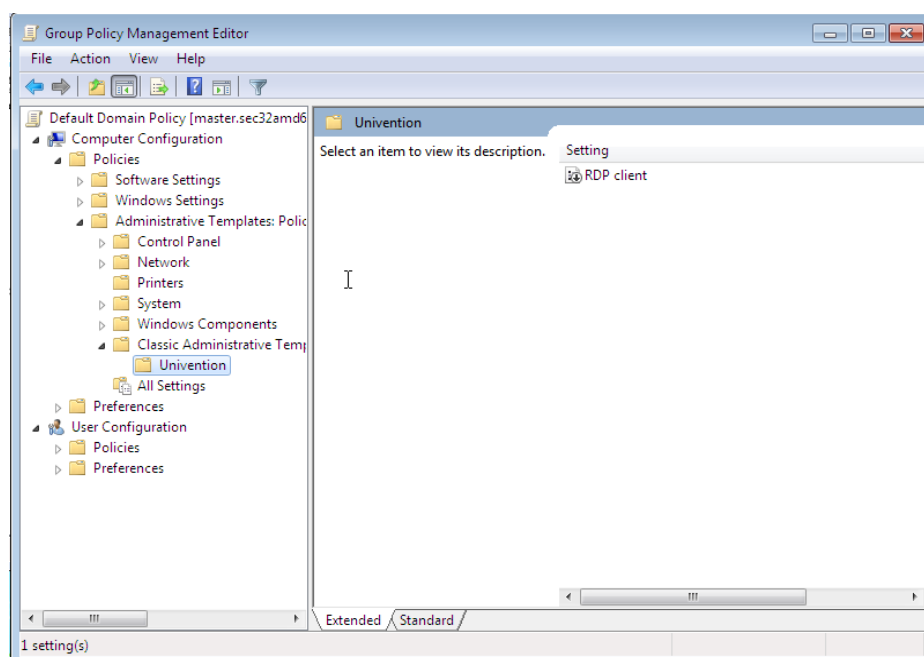 Group Policy Management Editor
File Action View Help
Default Domain Policy [master.sec32amd6
Computer Configuration
Policies
Software Settings
Windows Settings
Administrative Templates: Polic
Control Panel
Network
Printers
System
Windows Components
Classic Administrative Temp
Univention
All Settings
Preferences
User Configuration
Policies
Preferences
Univention
Select an item to view its description.
Setting
RDP client
Extended Standard
1 setting(s)